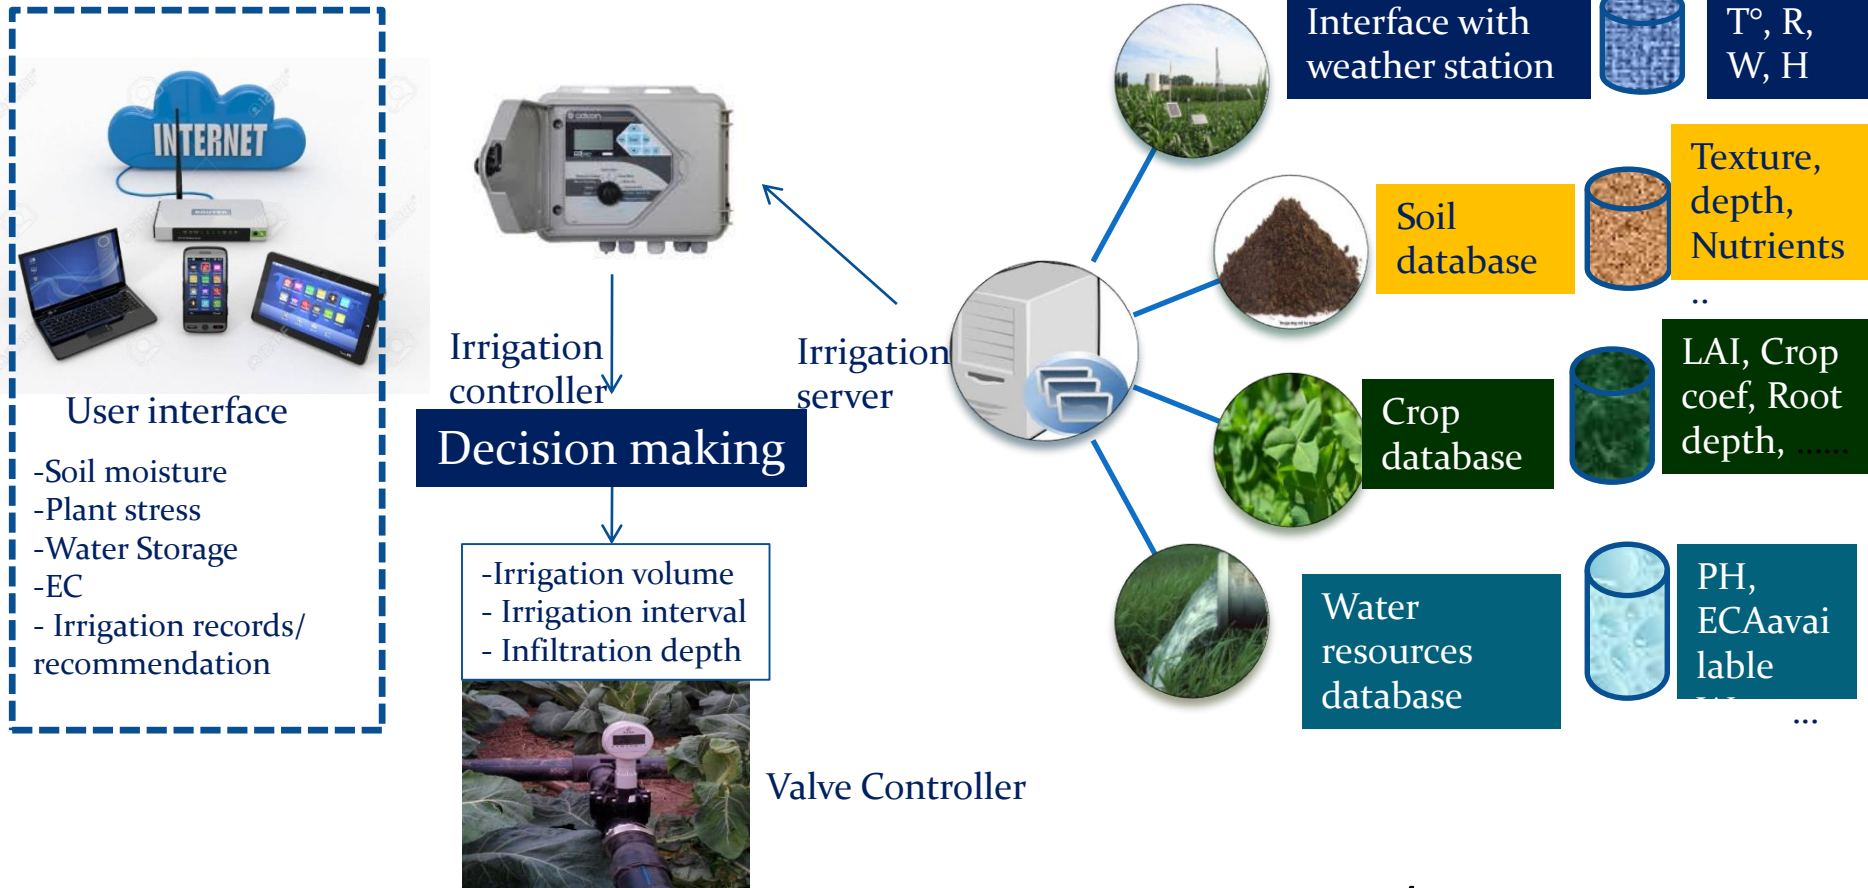 INTERNET
User interface
-Soil moisture
-Plant stress
-Water Storage
-EC
- Irrigation records/
recommendation
Irrigation
controller
Decision making
-Irrigation volume
- Irrigation interval
- Infiltration depth
Valve Controller
Irrigation
server
Interface with
weather station
T°, R,
W, H
Soil
database
Texture,
depth,
Nutrients
..
Crop
database
LAI, Crop
coef, Root
depth, ......
Water
resources
database
PH,
ECAavai
lable
...